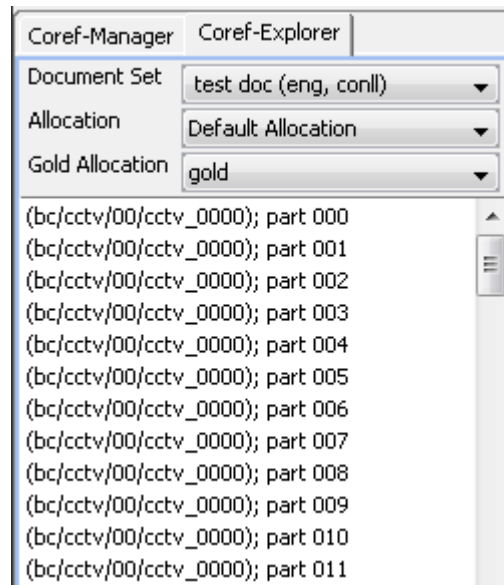 Coref-Manager Coref-Explorer
Document Set test doc (eng, conll)
Allocation Default Allocation
Gold Allocation gold
(bc/cctv/00/cctv_0000); part 000
(bc/cctv/00/cctv_0000); part 001
(bc/cctv/00/cctv_0000); part 002
(bc/cctv/00/cctv_0000); part 003
(bc/cctv/00/cctv_0000); part 004
(bc/cctv/00/cctv_0000); part 005
(bc/cctv/00/cctv_0000); part 006
(bc/cctv/00/cctv_0000); part 007
(bc/cctv/00/cctv_0000); part 008
(bc/cctv/00/cctv_0000); part 009
(bc/cctv/00/cctv_0000); part 010
(bc/cctv/00/cctv_0000); part 011